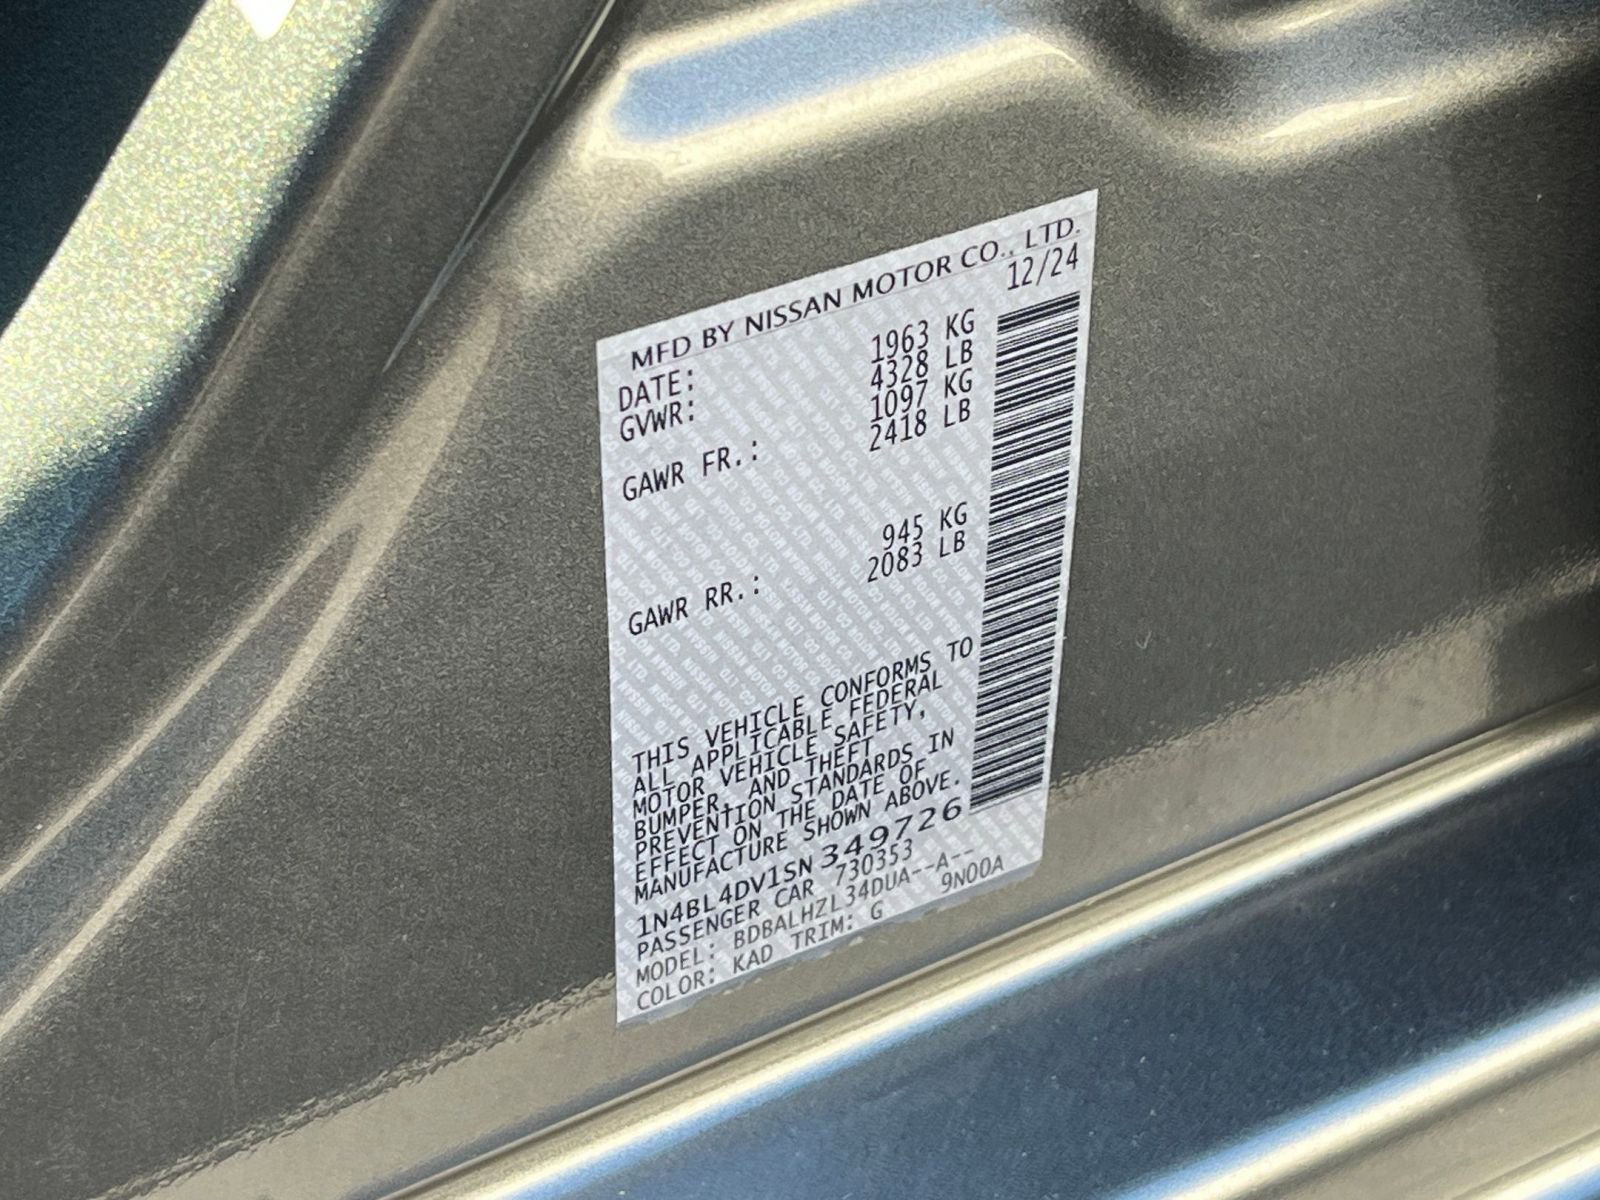 MFD BY NISSAN MOTOR CO., LTD.
DATE: 12/24
GVWR: 1963 KG
4328 LB
GAWR FR.: 1097 KG
2418 LB
GAWR RR.: 945 KG
2083 LB
THIS VEHICLE CONFORMS TO
ALL APPLICABLE FEDERAL
MOTOR VEHICLE SAFETY,
BUMPER, AND THEFT
PREVENTION STANDARDS IN
EFFECT ON THE DATE OF
MANUFACTURE SHOWN ABOVE.
1N4BL4DV1SN349726
PASSENGER CAR 730353
MODEL: BDBALHZL34DUA--A--
COLOR: KAD TRIM: G 9N00A